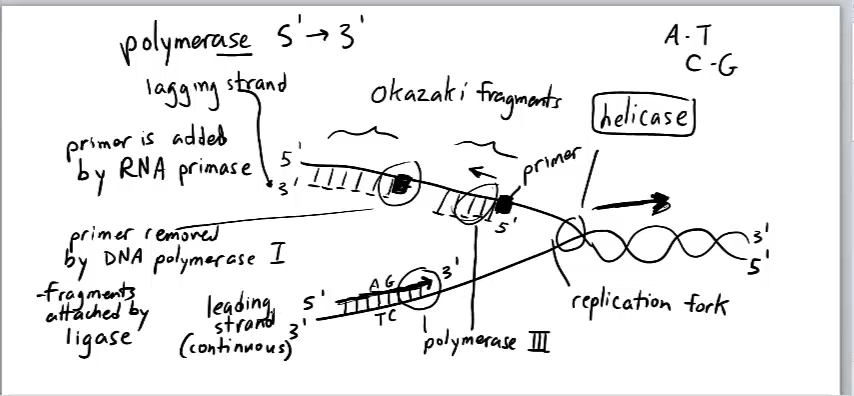 polymerase 5' → 3'
A-T
C-G
lagging strand
Okazaki fragments
helicase
primer is added
by RNA primase
5'
3'
primer
5'
primer removed
by DNA polymerase I
3'
5'
-fragments
attached by
ligase
leading
strand
(continuous)
5'
3'
A G
T C
3'
polymerase III
replication fork